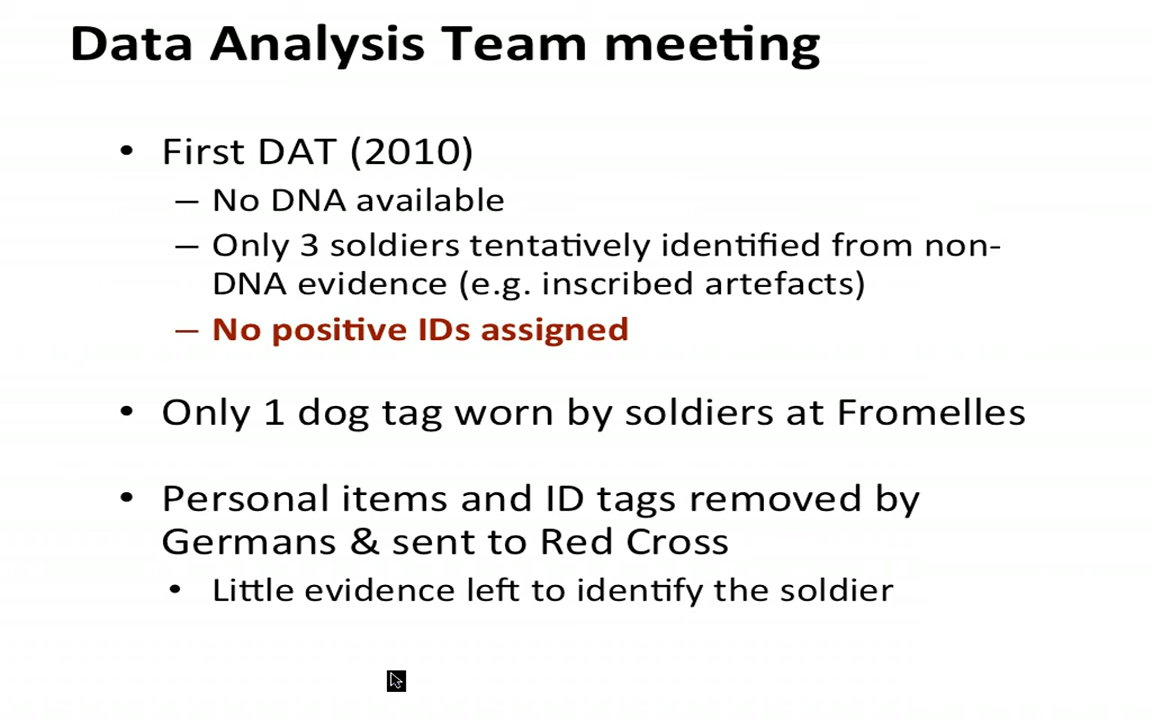 Data Analysis Team meeting
• First DAT (2010)
– No DNA available
– Only 3 soldiers tentatively identified from non-
DNA evidence (e.g. inscribed artefacts)
– No positive IDs assigned
• Only 1 dog tag worn by soldiers at Fromelles
• Personal items and ID tags removed by
Germans & sent to Red Cross
• Little evidence left to identify the soldier